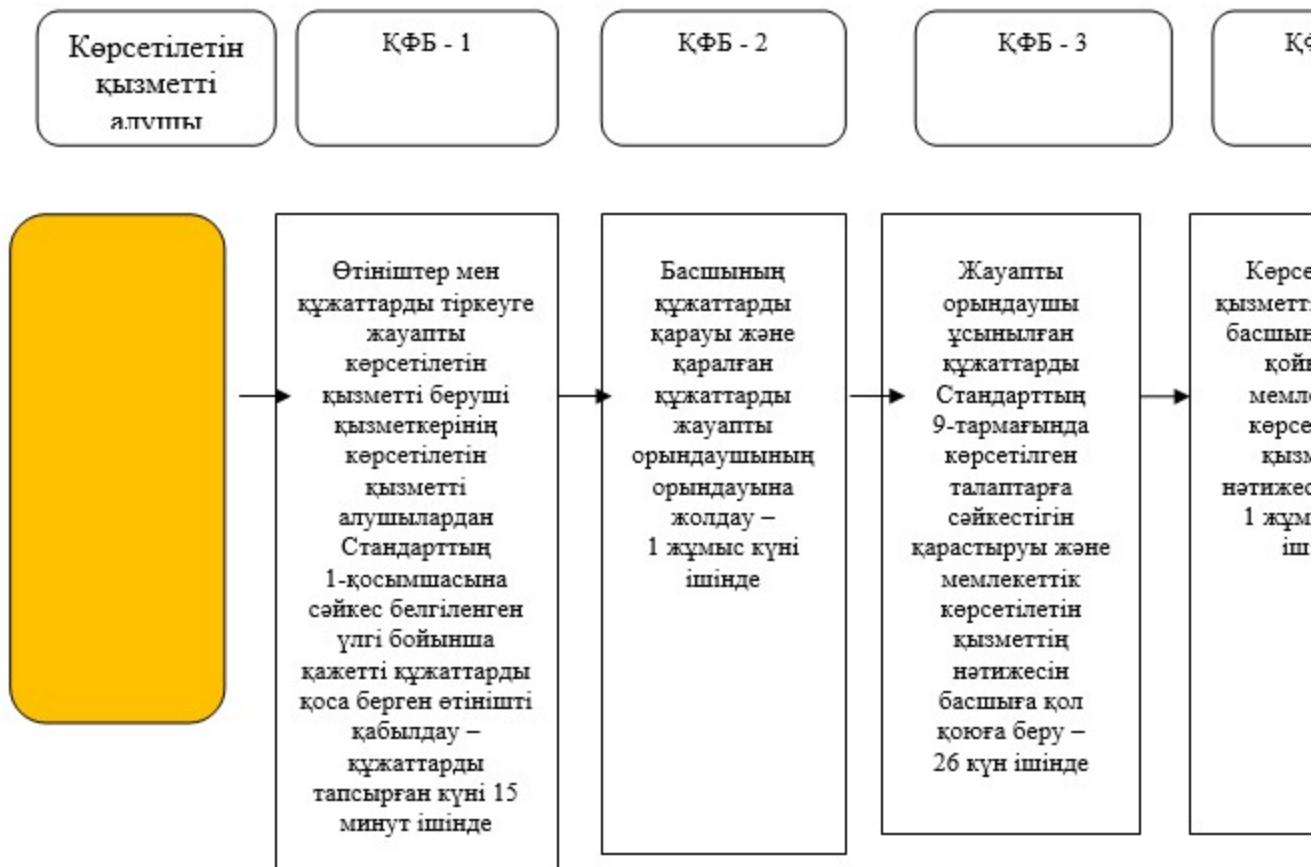 Көрсетілетін
қызметті
алушы
ҚФБ - 1
ҚФБ - 2
ҚФБ - 3
Өтініштер мен
құжаттарды тіркеуге
жауапты
көрсетілетін
қызметті беруші
қызметкерінің
көрсетілетін
қызметті
алушылардан
Стандарттың
1-қосымшасына
сәйкес белгіленген
үлгі бойынша
қажетті құжаттарды
қоса берген өтінішті
қабылдау –
құжаттарды
тапсырған күні 15
минут ішінде
Басшының
құжаттарды
қарауы және
қаралған
құжаттарды
жауапты
орындаушының
орындауына
жолдау –
1 жұмыс күні
ішінде
Жауапты
орындаушы
ұсынылған
құжаттарды
Стандарттың
9-тармағында
көрсетілген
талаптарға
сәйкестігін
қарастыруы және
мемлекеттік
көрсетілетін
қызметтің
нәтижесін
басшыға қол
қоюға беру –
26 күн ішінде
1